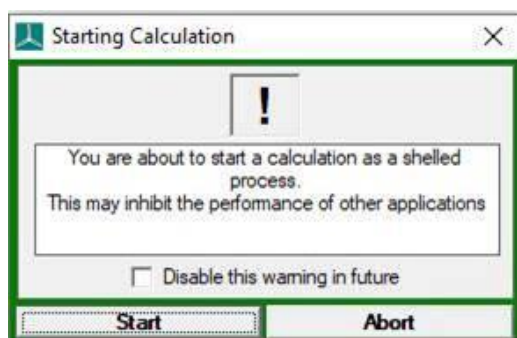 Starting Calculation
!
You are about to start a calculation as a shelled
process.
This may inhibit the performance of other applications
Disable this warning in future
Start Abort